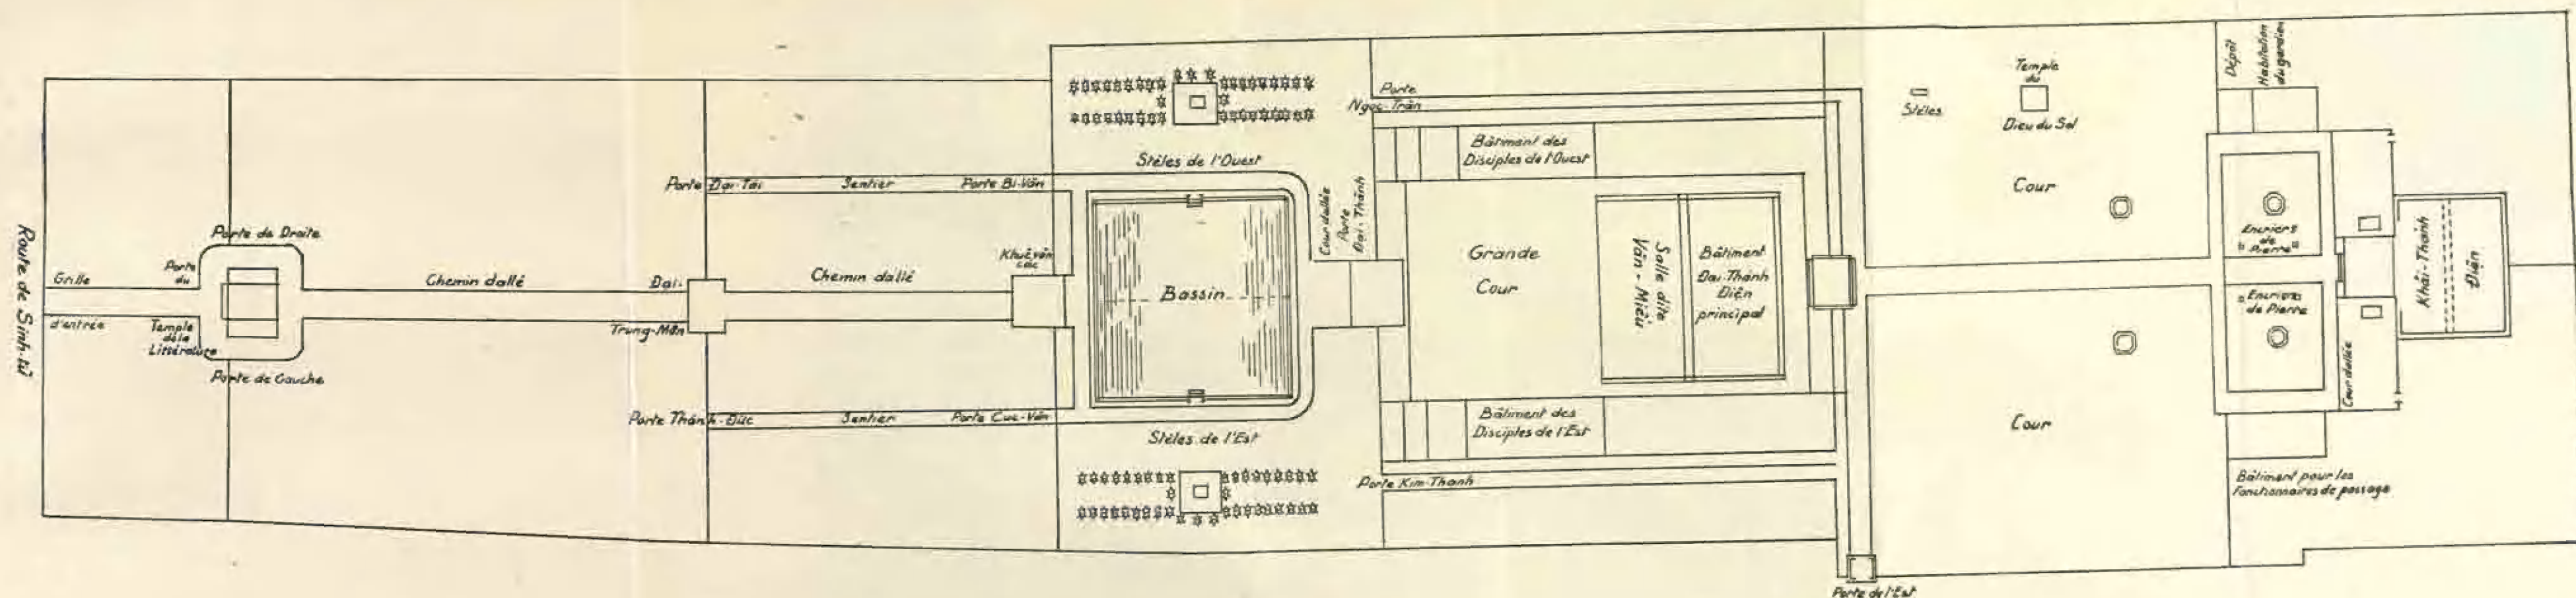 Route de Sinh-tù
Grille
d'entrée
Porte
du
Temple
de la
Littérature
Porte de Droite
Porte de Gauche
Chemin dallé
Đại-
Trung-Môn
Porte Đại-Tài
Sentier
Porte Bi-Văn
Chemin dallé
Khuê văn
các
Porte Thánh-Đức
Sentier
Porte Cuc-Văn
Stèles de l'Ouest
Bassin
Stèles de l'Est
Cour dallée
Porte
Đại-Thánh
Porte
Ngọc-Trân
Bâtiment des
Disciples de l'Ouest
Grande
Cour
Salle dite
Văn-Miếu
Bâtiment
Đại-Thánh
Điện
principal
Bâtiment des
Disciples de l'Est
Porte Kim-Thanh
Stèles
Temple
du
Dieu du Sol
Cour
Cour
Porte de l'Est
Dépôt
Habitation
du gardien
"Encriers
de
Pierre"
"Encriers
de Pierre
Cour dallée
Khải-Thánh
Điện
Bâtiment pour les
Fonctionnaires de passage